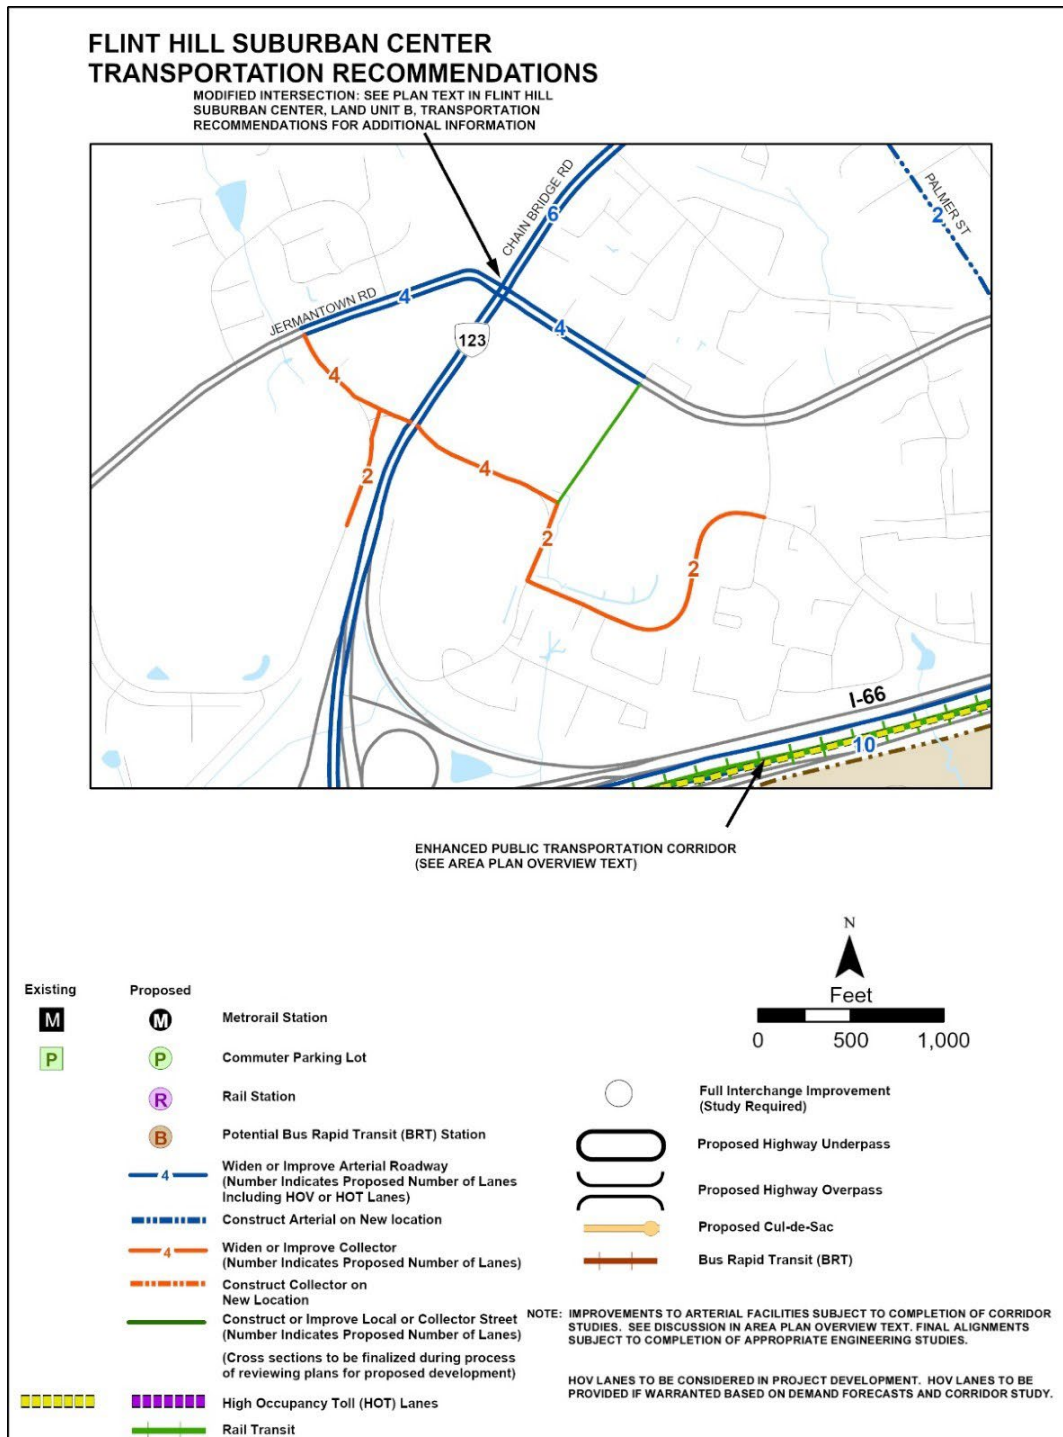 FLINT HILL SUBURBAN CENTER
TRANSPORTATION RECOMMENDATIONS
MODIFIED INTERSECTION: SEE PLAN TEXT IN FLINT HILL
SUBURBAN CENTER, LAND UNIT B, TRANSPORTATION
RECOMMENDATIONS FOR ADDITIONAL INFORMATION
CHAIN BRIDGE RD
6
PALMER ST
2
JERMANTOWN RD
4
4
123
4
4
2
2
2
I-66
10
ENHANCED PUBLIC TRANSPORTATION CORRIDOR
(SEE AREA PLAN OVERVIEW TEXT)
N
Feet
0 500 1,000
Existing Proposed
M M Metrorail Station
P P Commuter Parking Lot
R Rail Station
B Potential Bus Rapid Transit (BRT) Station
4 Widen or Improve Arterial Roadway
(Number Indicates Proposed Number of Lanes
Including HOV or HOT Lanes)
Construct Arterial on New location
4 Widen or Improve Collector
(Number Indicates Proposed Number of Lanes)
Construct Collector on
New Location
Construct or Improve Local or Collector Street
(Number Indicates Proposed Number of Lanes)
(Cross sections to be finalized during process
of reviewing plans for proposed development)
High Occupancy Toll (HOT) Lanes
Rail Transit
Full Interchange Improvement
(Study Required)
Proposed Highway Underpass
Proposed Highway Overpass
Proposed Cul-de-Sac
Bus Rapid Transit (BRT)
NOTE: IMPROVEMENTS TO ARTERIAL FACILITIES SUBJECT TO COMPLETION OF CORRIDOR
STUDIES. SEE DISCUSSION IN AREA PLAN OVERVIEW TEXT. FINAL ALIGNMENTS
SUBJECT TO COMPLETION OF APPROPRIATE ENGINEERING STUDIES.
HOV LANES TO BE CONSIDERED IN PROJECT DEVELOPMENT. HOV LANES TO BE
PROVIDED IF WARRANTED BASED ON DEMAND FORECASTS AND CORRIDOR STUDY.